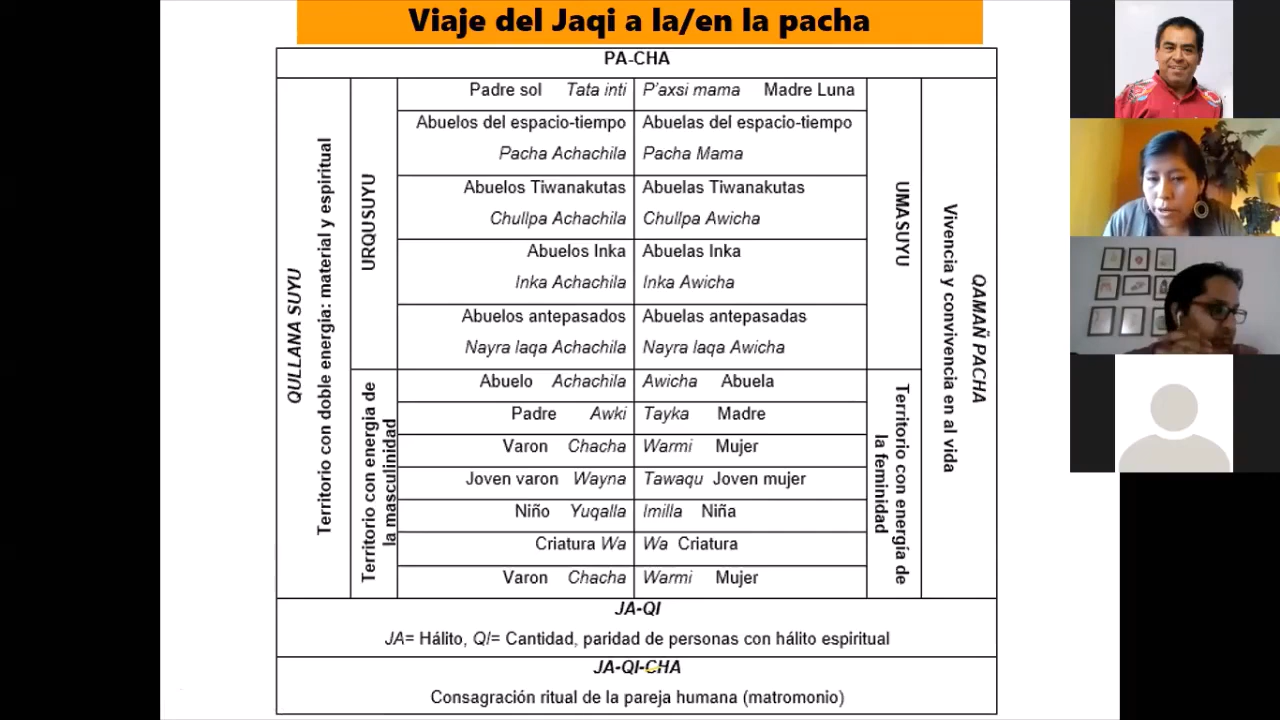 Viaje del Jaqi a la/en la pacha
PA-CHA
QULLANA SUYU
Territorio con doble energia: material y espiritual
URQUSUYU
Territorio con energia de
la masculinidad
Padre sol Tata inti P'axsi mama Madre Luna
Abuelos del espacio-tiempo Abuelas del espacio-tiempo
Pacha Achachila Pacha Mama
Abuelos Tiwanakutas Abuelas Tiwanakutas
Chullpa Achachila Chullpa Awicha
Abuelos Inka Abuelas Inka
Inka Achachila Inka Awicha
Abuelos antepasados Abuelas antepasadas
Nayra laqa Achachila Nayra laqa Awicha
Abuelo Achachila Awicha Abuela
Padre Awki Tayka Madre
Varon Chacha Warmi Mujer
Joven varon Wayna Tawaqu Joven mujer
Niño Yuqalla Imilla Niña
Criatura Wa Wa Criatura
Varon Chacha Warmi Mujer
UMASUYU
Territorio con energía de
la feminidad
Vivencia y convivencia en al vida
QAMAÑ PACHA
JA-QI
JA= Hálito, QI= Cantidad, paridad de personas con hálito espiritual
JA-QI-CHA
Consagración ritual de la pareja humana (matromonio)